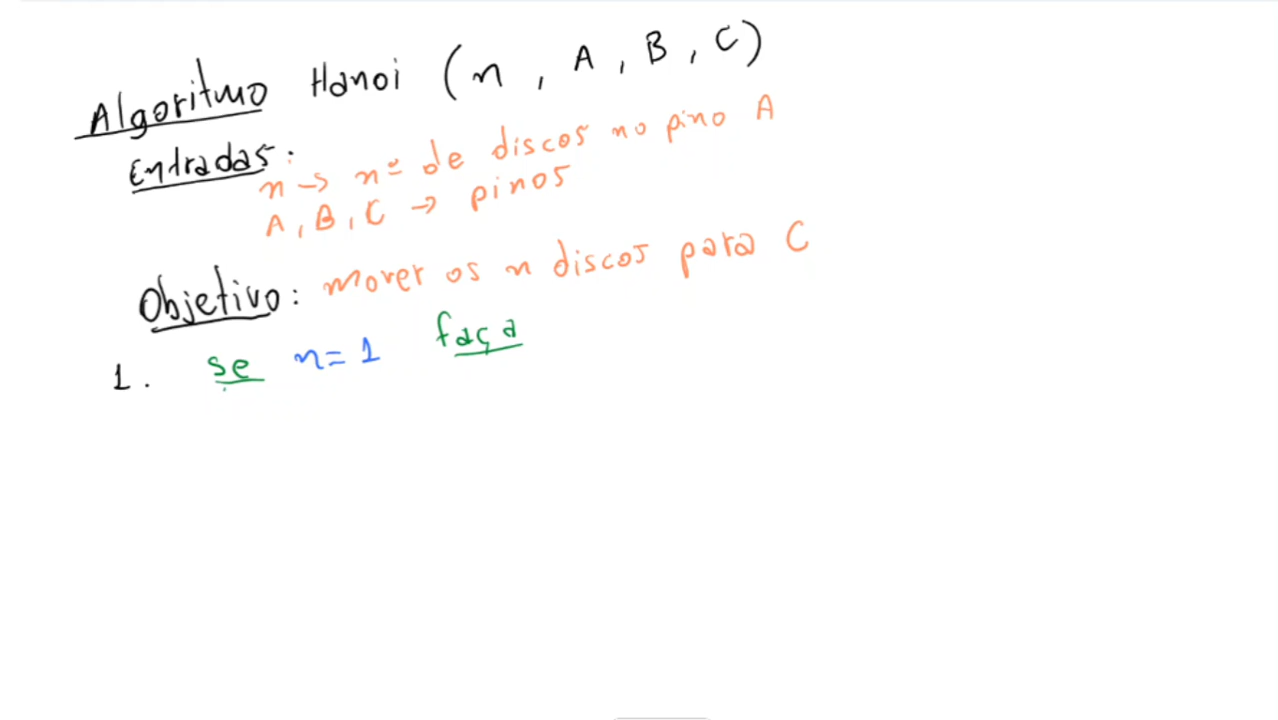 Algoritmo Hanoi (n, A, B, C)
Entradas:
n → nº de discos no pino A
A, B, C → pinos
Objetivo: mover os n discos para C
1. se n=1 faça